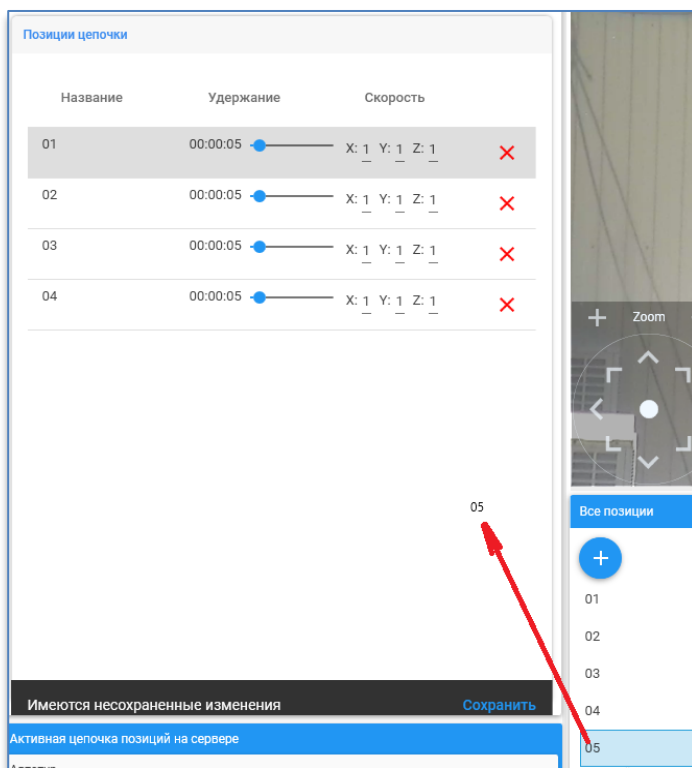 Позиции цепочки
Название Удержание Скорость
01 00:00:05 X: 1 Y: 1 Z: 1
02 00:00:05 X: 1 Y: 1 Z: 1
03 00:00:05 X: 1 Y: 1 Z: 1
04 00:00:05 X: 1 Y: 1 Z: 1
05
Имеются несохраненные изменения Сохранить
Активная цепочка позиций на сервере
Zoom
Все позиции
01
02
03
04
05